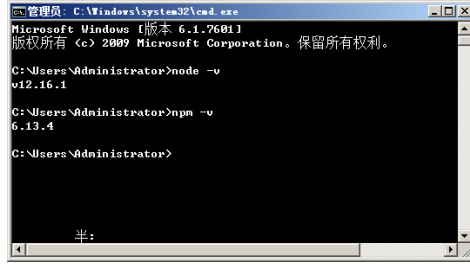 管理员: C:\Windows\system32\cmd.exe
Microsoft Windows [版本 6.1.7601]
版权所有 (c) 2009 Microsoft Corporation。保留所有权利。
C:\Users\Administrator>node -v
v12.16.1
C:\Users\Administrator>npm -v
6.13.4
C:\Users\Administrator>
半: